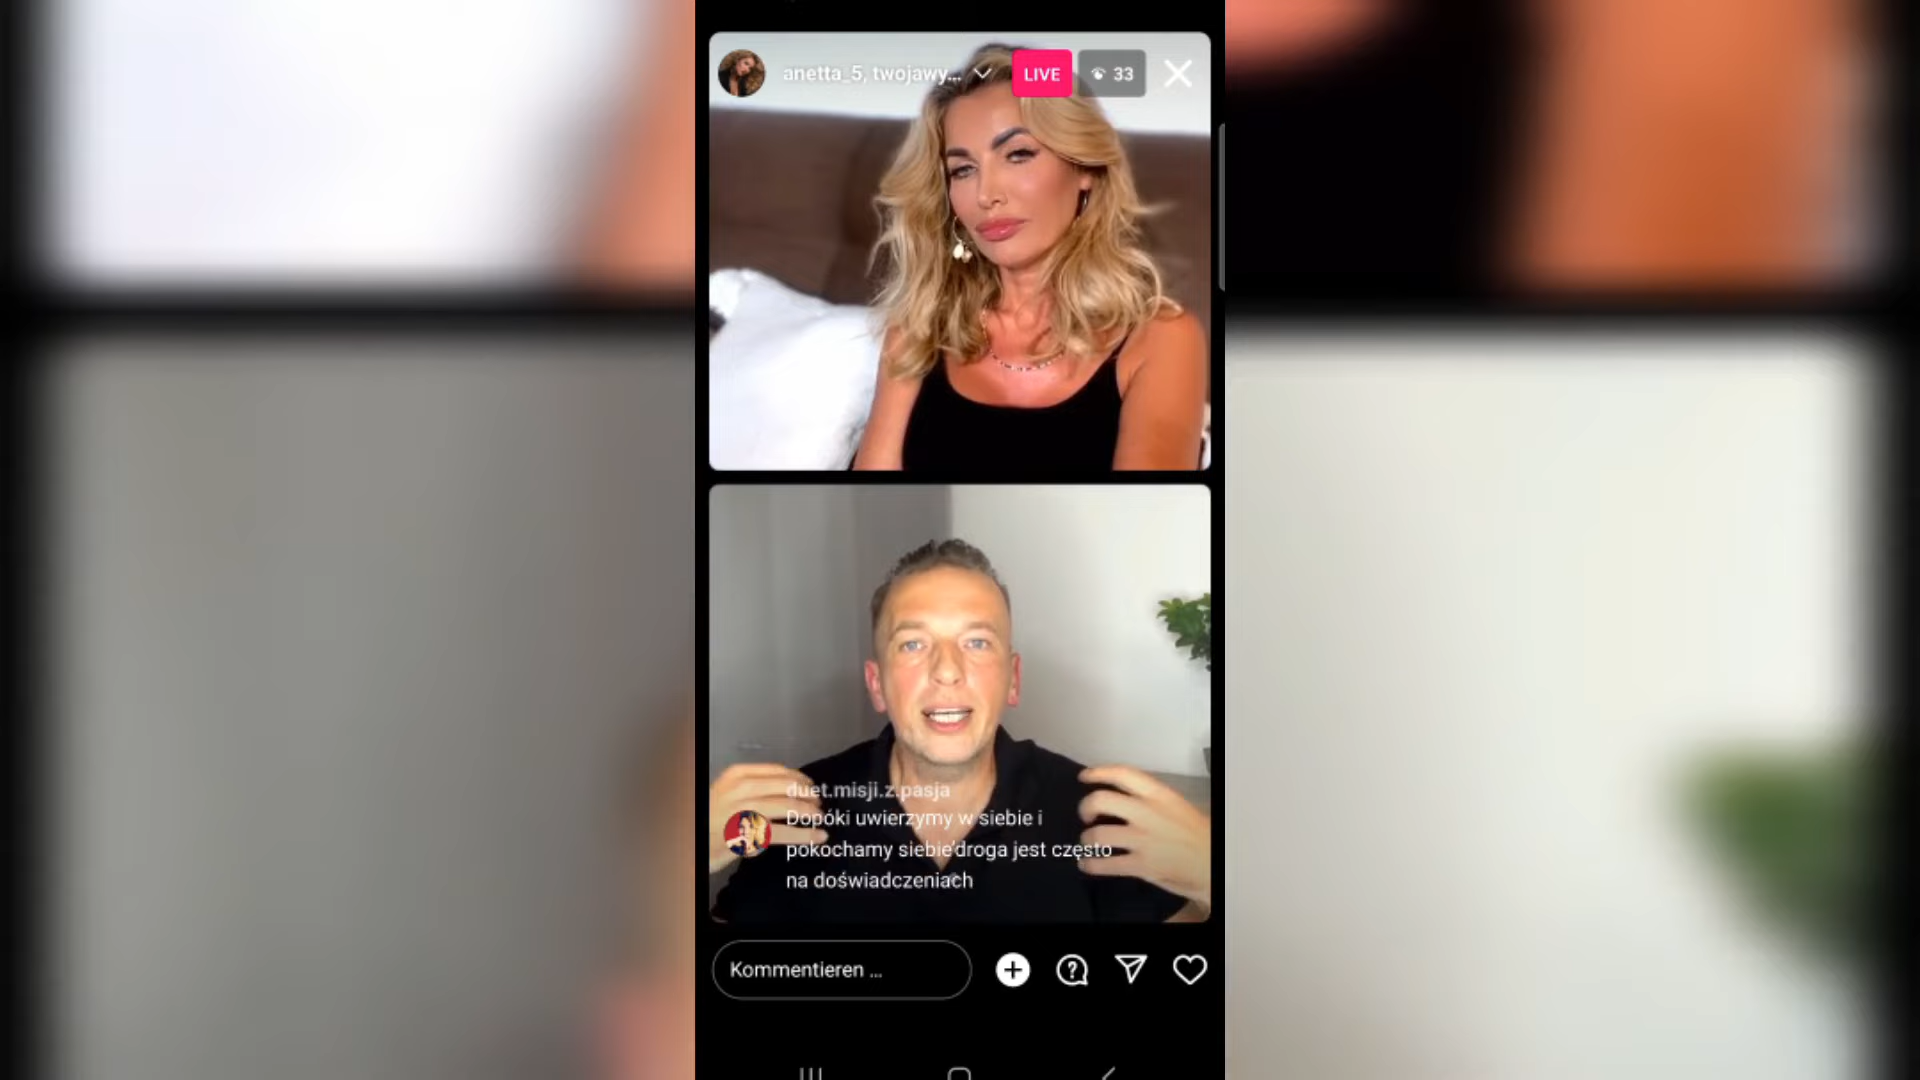 anetta_5, twojawy...
LIVE
33
duet.misji.z.pasja
Dopóki uwierzymy w siebie i
pokochamy siebie'droga jest często
na doświadczeniach
Kommentieren ...